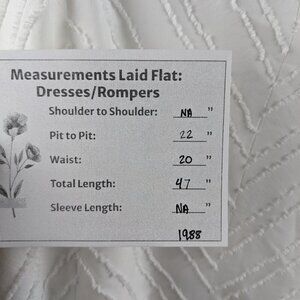 Measurements Laid Flat:
Dresses/Rompers
Shoulder to Shoulder: NA "
Pit to Pit: 22 "
Waist: 20 "
Total Length: 47 "
Sleeve Length: NA "
1988